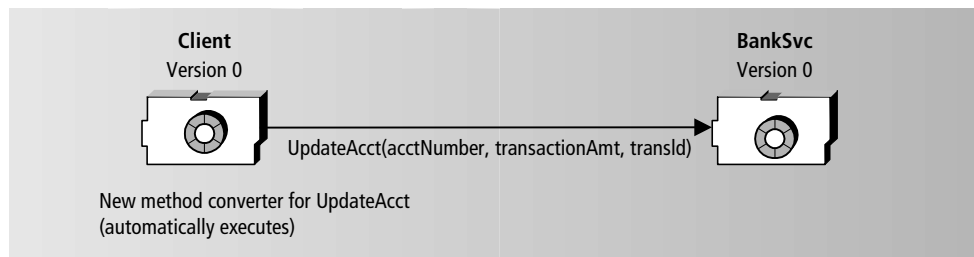 Client
Version 0
BankSvc
Version 0
UpdateAcct(acctNumber, transactionAmt, transId)
New method converter for UpdateAcct
(automatically executes)